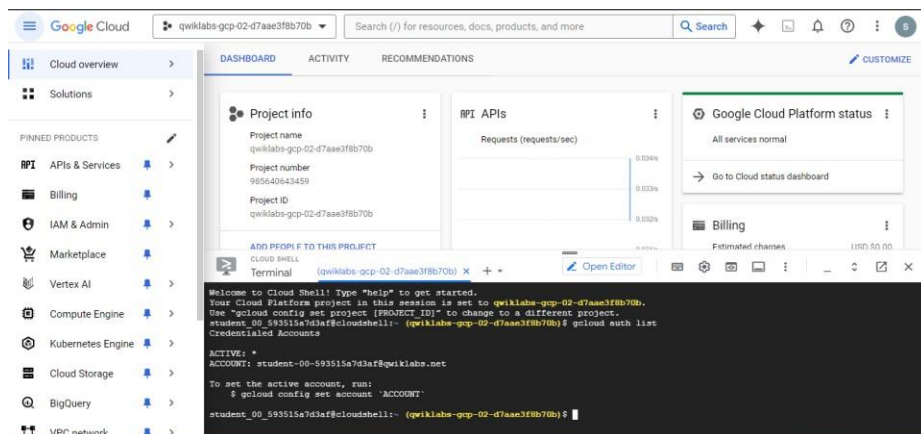 Google Cloud
qwiklabs-gcp-02-d7aae3f8b70b
Search (/) for resources, docs, products, and more
Search
S
Cloud overview
Solutions
PINNED PRODUCTS
API APIs & Services
Billing
IAM & Admin
Marketplace
Vertex AI
Compute Engine
Kubernetes Engine
Cloud Storage
BigQuery
VPC network
DASHBOARD ACTIVITY RECOMMENDATIONS
CUSTOMIZE
Project info
Project name
qwiklabs-gcp-02-d7aae3f8b70b
Project number
985640643459
Project ID
qwiklabs-gcp-02-d7aae3f8b70b
ADD PEOPLE TO THIS PROJECT
API APIs
Requests (requests/sec)
0.034/s
0.033/s
0.032/s
Google Cloud Platform status
All services normal
Go to Cloud status dashboard
Billing
Estimated charges USD $0.00
CLOUD SHELL
Terminal
(qwiklabs-gcp-02-d7aae3f8b70b)
Open Editor
Welcome to Cloud Shell! Type "help" to get started.
Your Cloud Platform project in this session is set to qwiklabs-gcp-02-d7aae3f8b70b.
Use "gcloud config set project [PROJECT_ID]" to change to a different project.
student_00_593515a7d3af@cloudshell:~ (qwiklabs-gcp-02-d7aae3f8b70b)$ gcloud auth list
Credentialed Accounts
ACTIVE: *
ACCOUNT: student-00-593515a7d3af@qwiklabs.net
To set the active account, run:
$ gcloud config set account `ACCOUNT`
student_00_593515a7d3af@cloudshell:~ (qwiklabs-gcp-02-d7aae3f8b70b)$